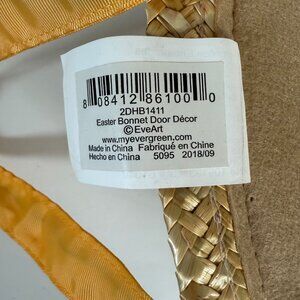 8 08412 86100 0
2DHB1411
Easter Bonnet Door Décor
©EveArt
www.myevergreen.com
Made in China Fabriqué en Chine
Hecho en China 5095 2018/09